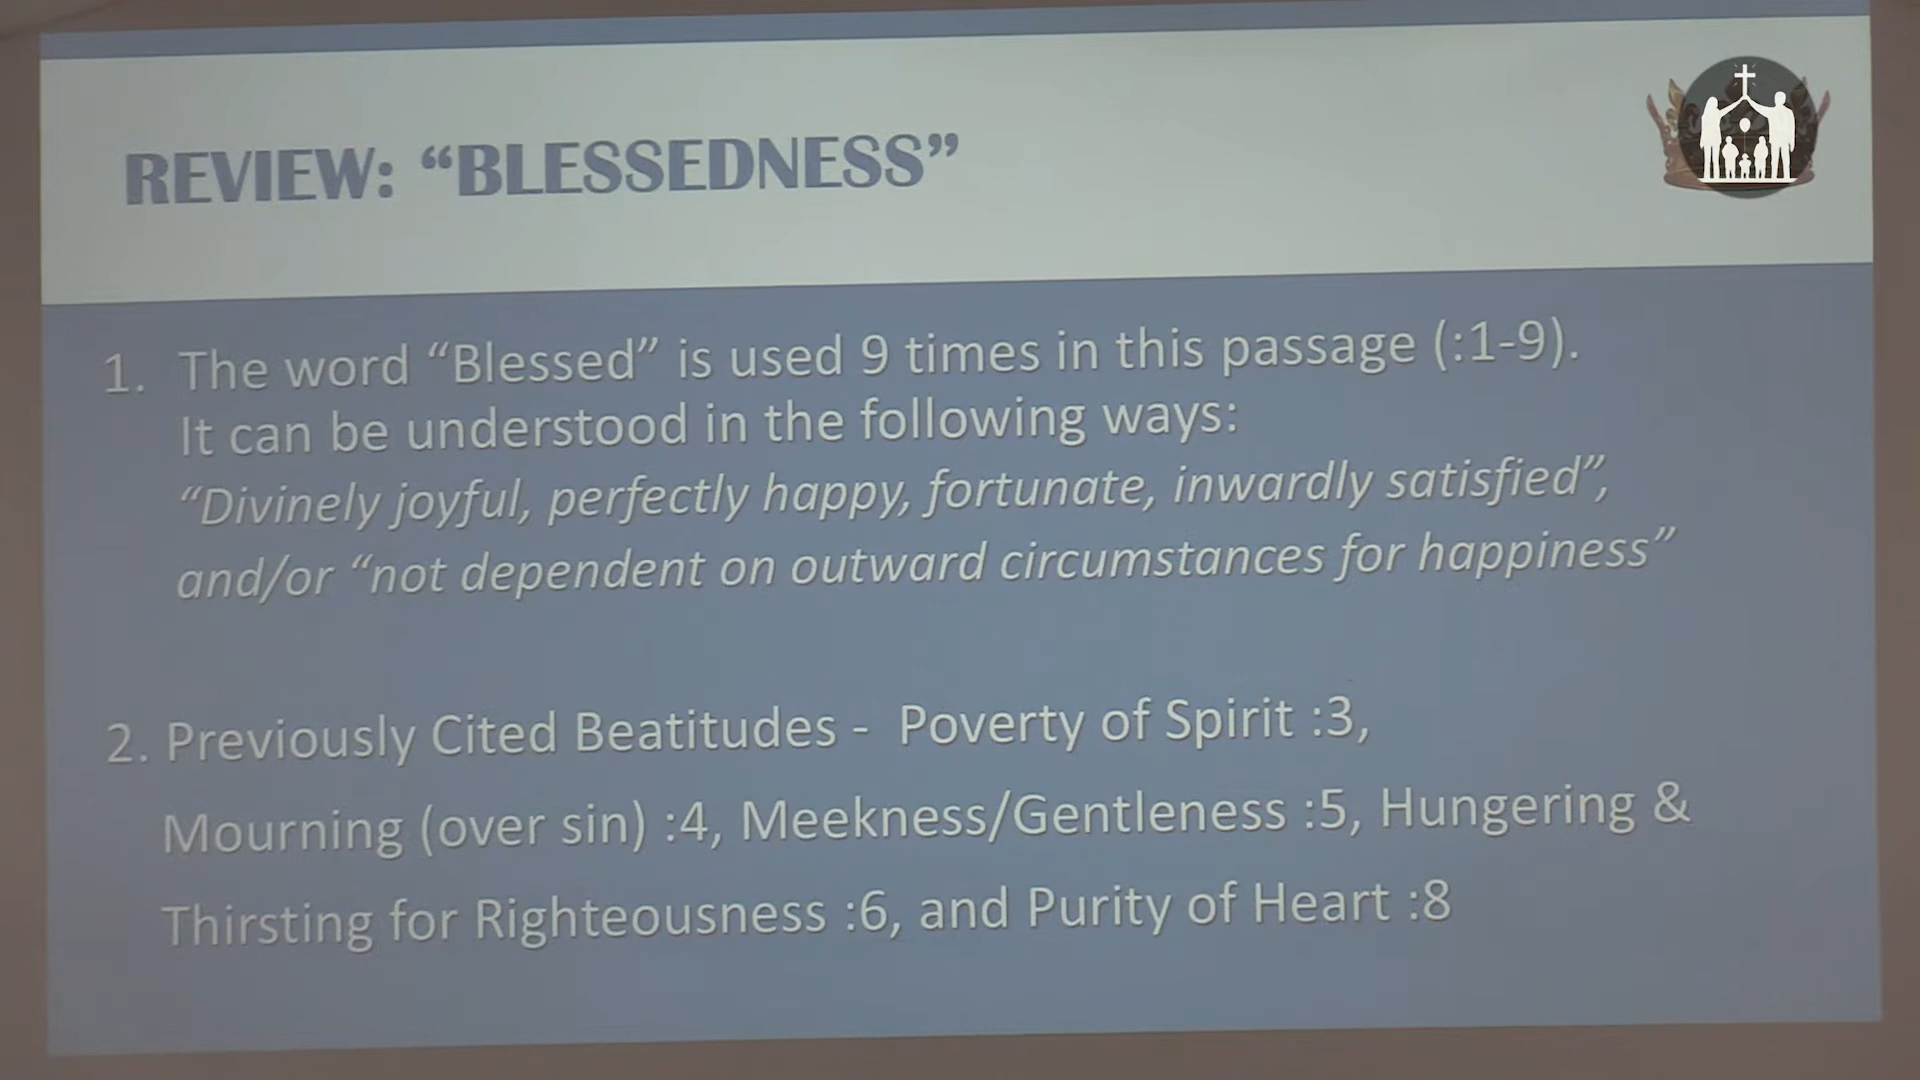 REVIEW: “BLESSEDNESS”
1. The word “Blessed” is used 9 times in this passage (:1-9).
It can be understood in the following ways:
“Divinely joyful, perfectly happy, fortunate, inwardly satisfied”,
and/or “not dependent on outward circumstances for happiness”
2. Previously Cited Beatitudes - Poverty of Spirit :3,
Mourning (over sin) :4, Meekness/Gentleness :5, Hungering &
Thirsting for Righteousness :6, and Purity of Heart :8